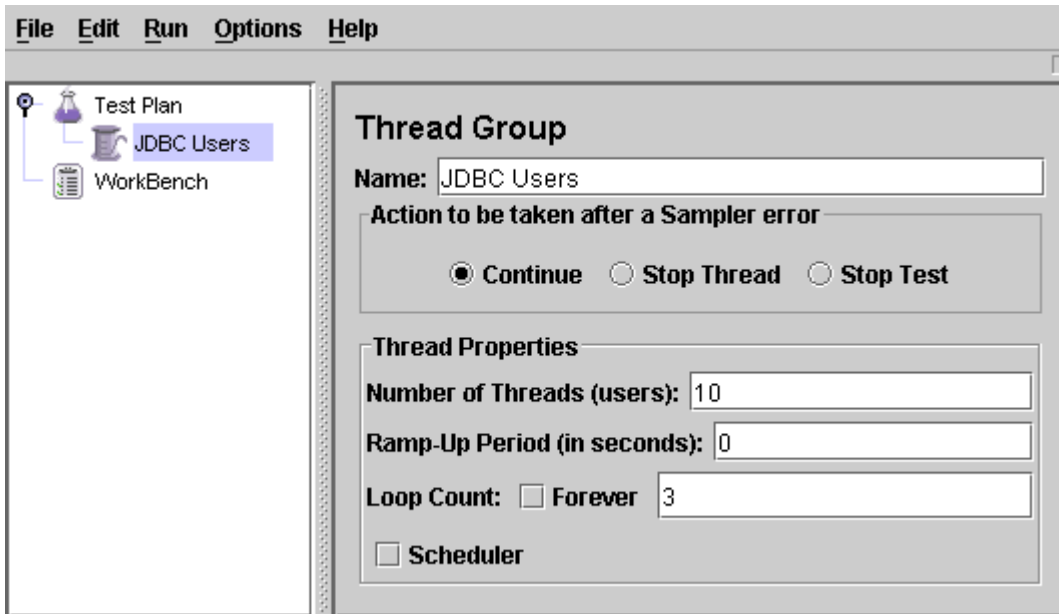 File Edit Run Options Help
Test Plan
JDBC Users
WorkBench
Thread Group
Name: JDBC Users
Action to be taken after a Sampler error
Continue Stop Thread Stop Test
Thread Properties
Number of Threads (users): 10
Ramp-Up Period (in seconds): 0
Loop Count: Forever 3
Scheduler